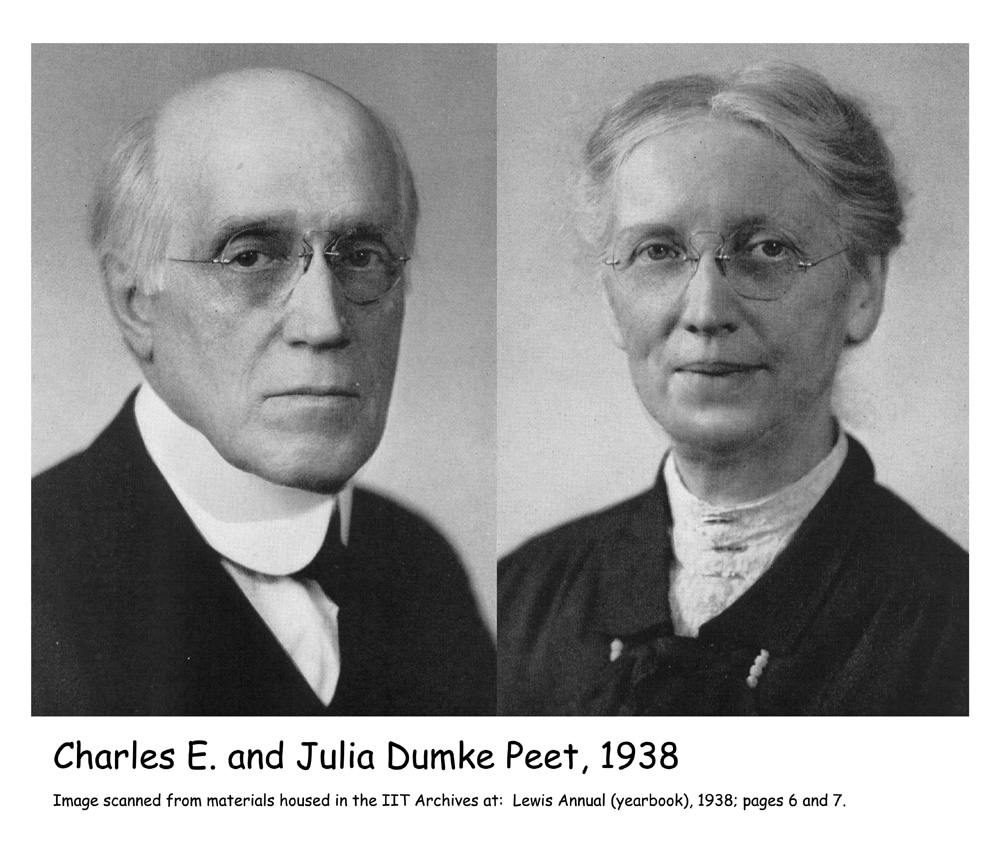 Charles E. and Julia Dumke Peet, 1938
Image scanned from materials housed in the IIT Archives at:  Lewis Annual (yearbook), 1938; pages 6 and 7.